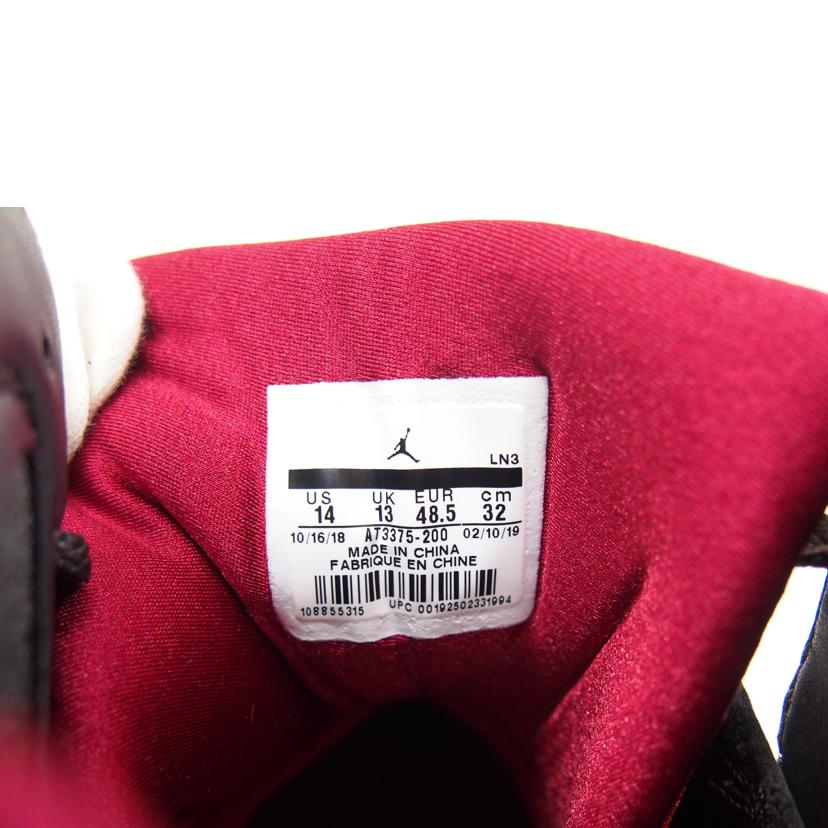 LN3
US UK EUR cm
14 13 48.5 32
10/16/18 AT3375-200 02/10/19
MADE IN CHINA
FABRIQUE EN CHINE
108855315 UPC 00192502331994